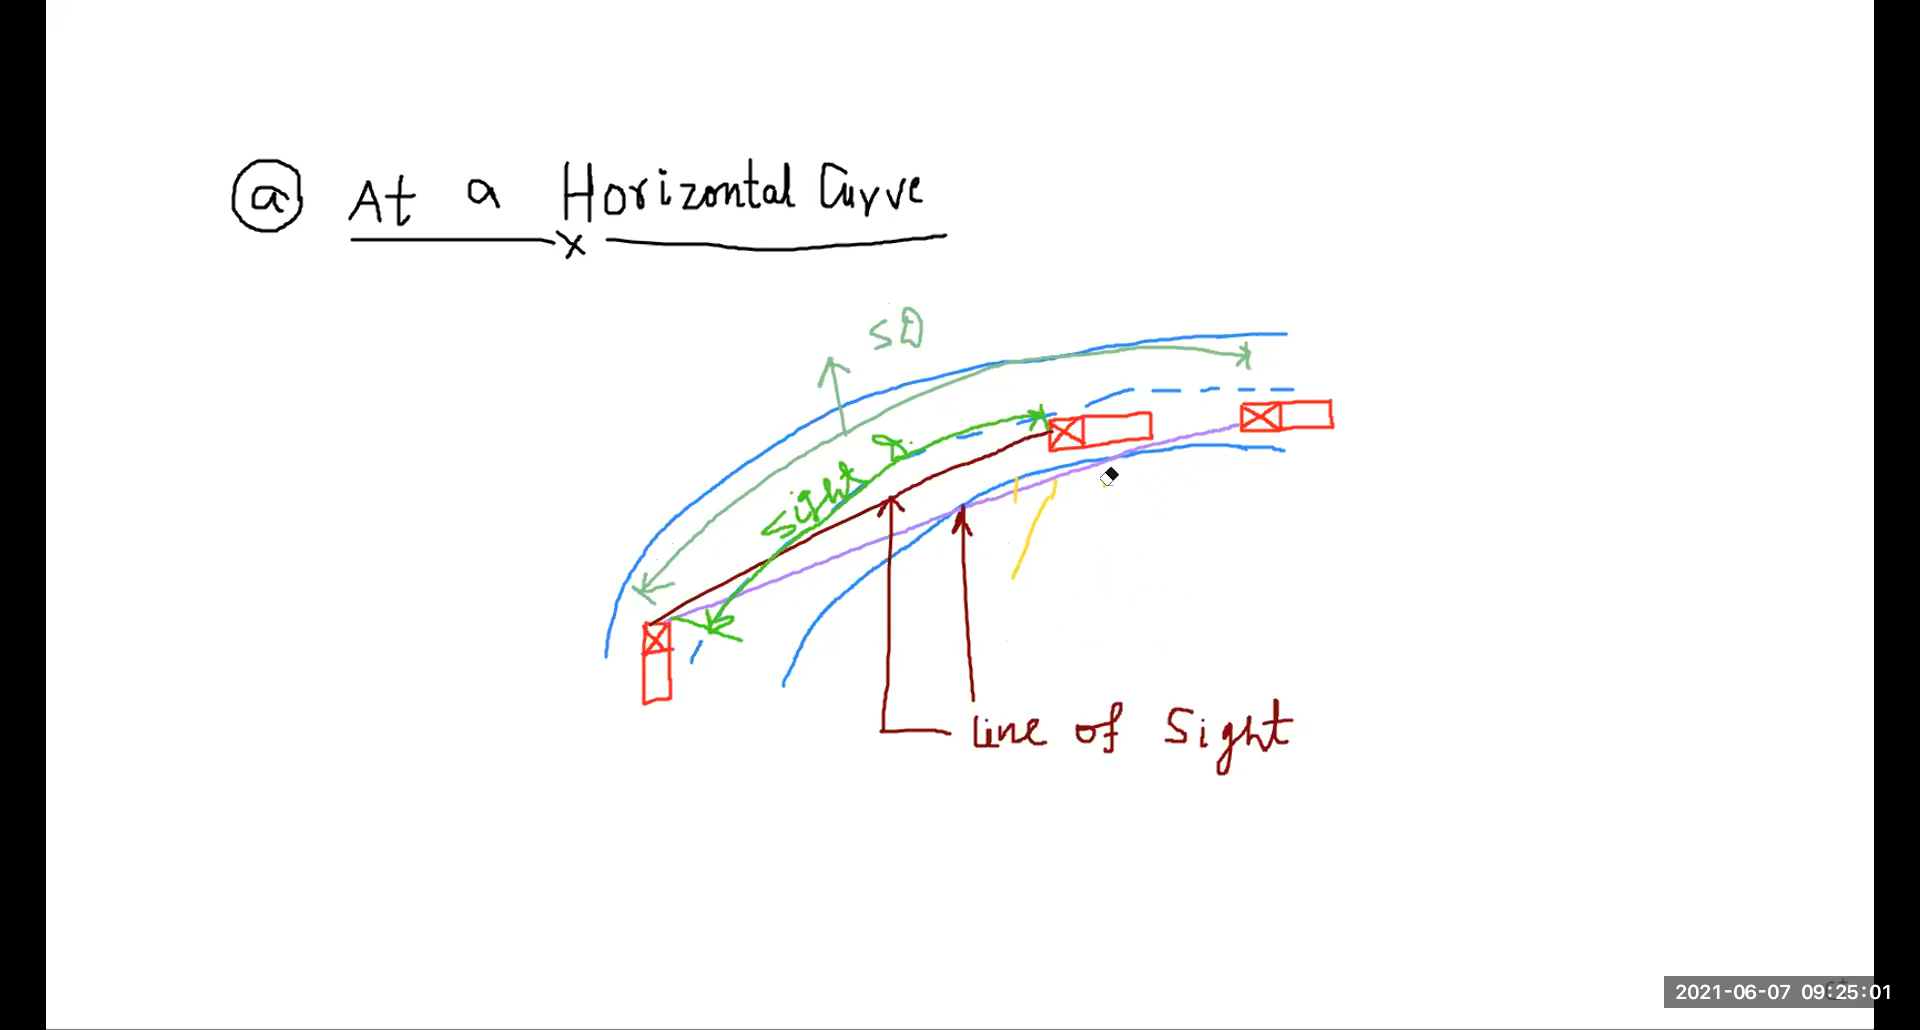 a At a Horizontal Curve
SD
Sight D
Line of Sight
2021-06-07 09:25:01